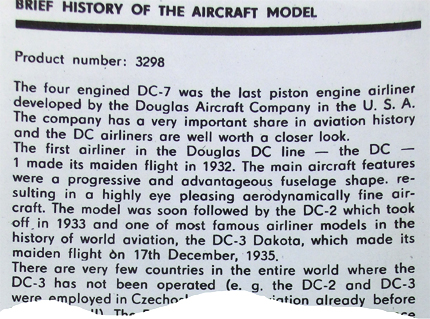 BRIEF HISTORY OF THE AIRCRAFT MODEL
Product number: 3298
The four engined DC-7 was the last piston engine airliner
developed by the Douglas Aircraft Company in the U. S. A.
The company has a very important share in aviation history
and the DC airliners are well worth a closer look.
The first airliner in the Douglas DC line — the DC —
1 made its maiden flight in 1932. The main aircraft features
were a progressive and advantageous fuselage shape. re-
sulting in a highly eye pleasing aerodynamically fine air-
craft. The model was soon followed by the DC-2 which took
off in 1933 and one of most famous airliner models in the
history of world aviation, the DC-3 Dakota, which made its
maiden flight on 17th December, 1935.
There are very few countries in the entire world where the
DC-3 has not been operated (e. g. the DC-2 and DC-3
were employed in already before